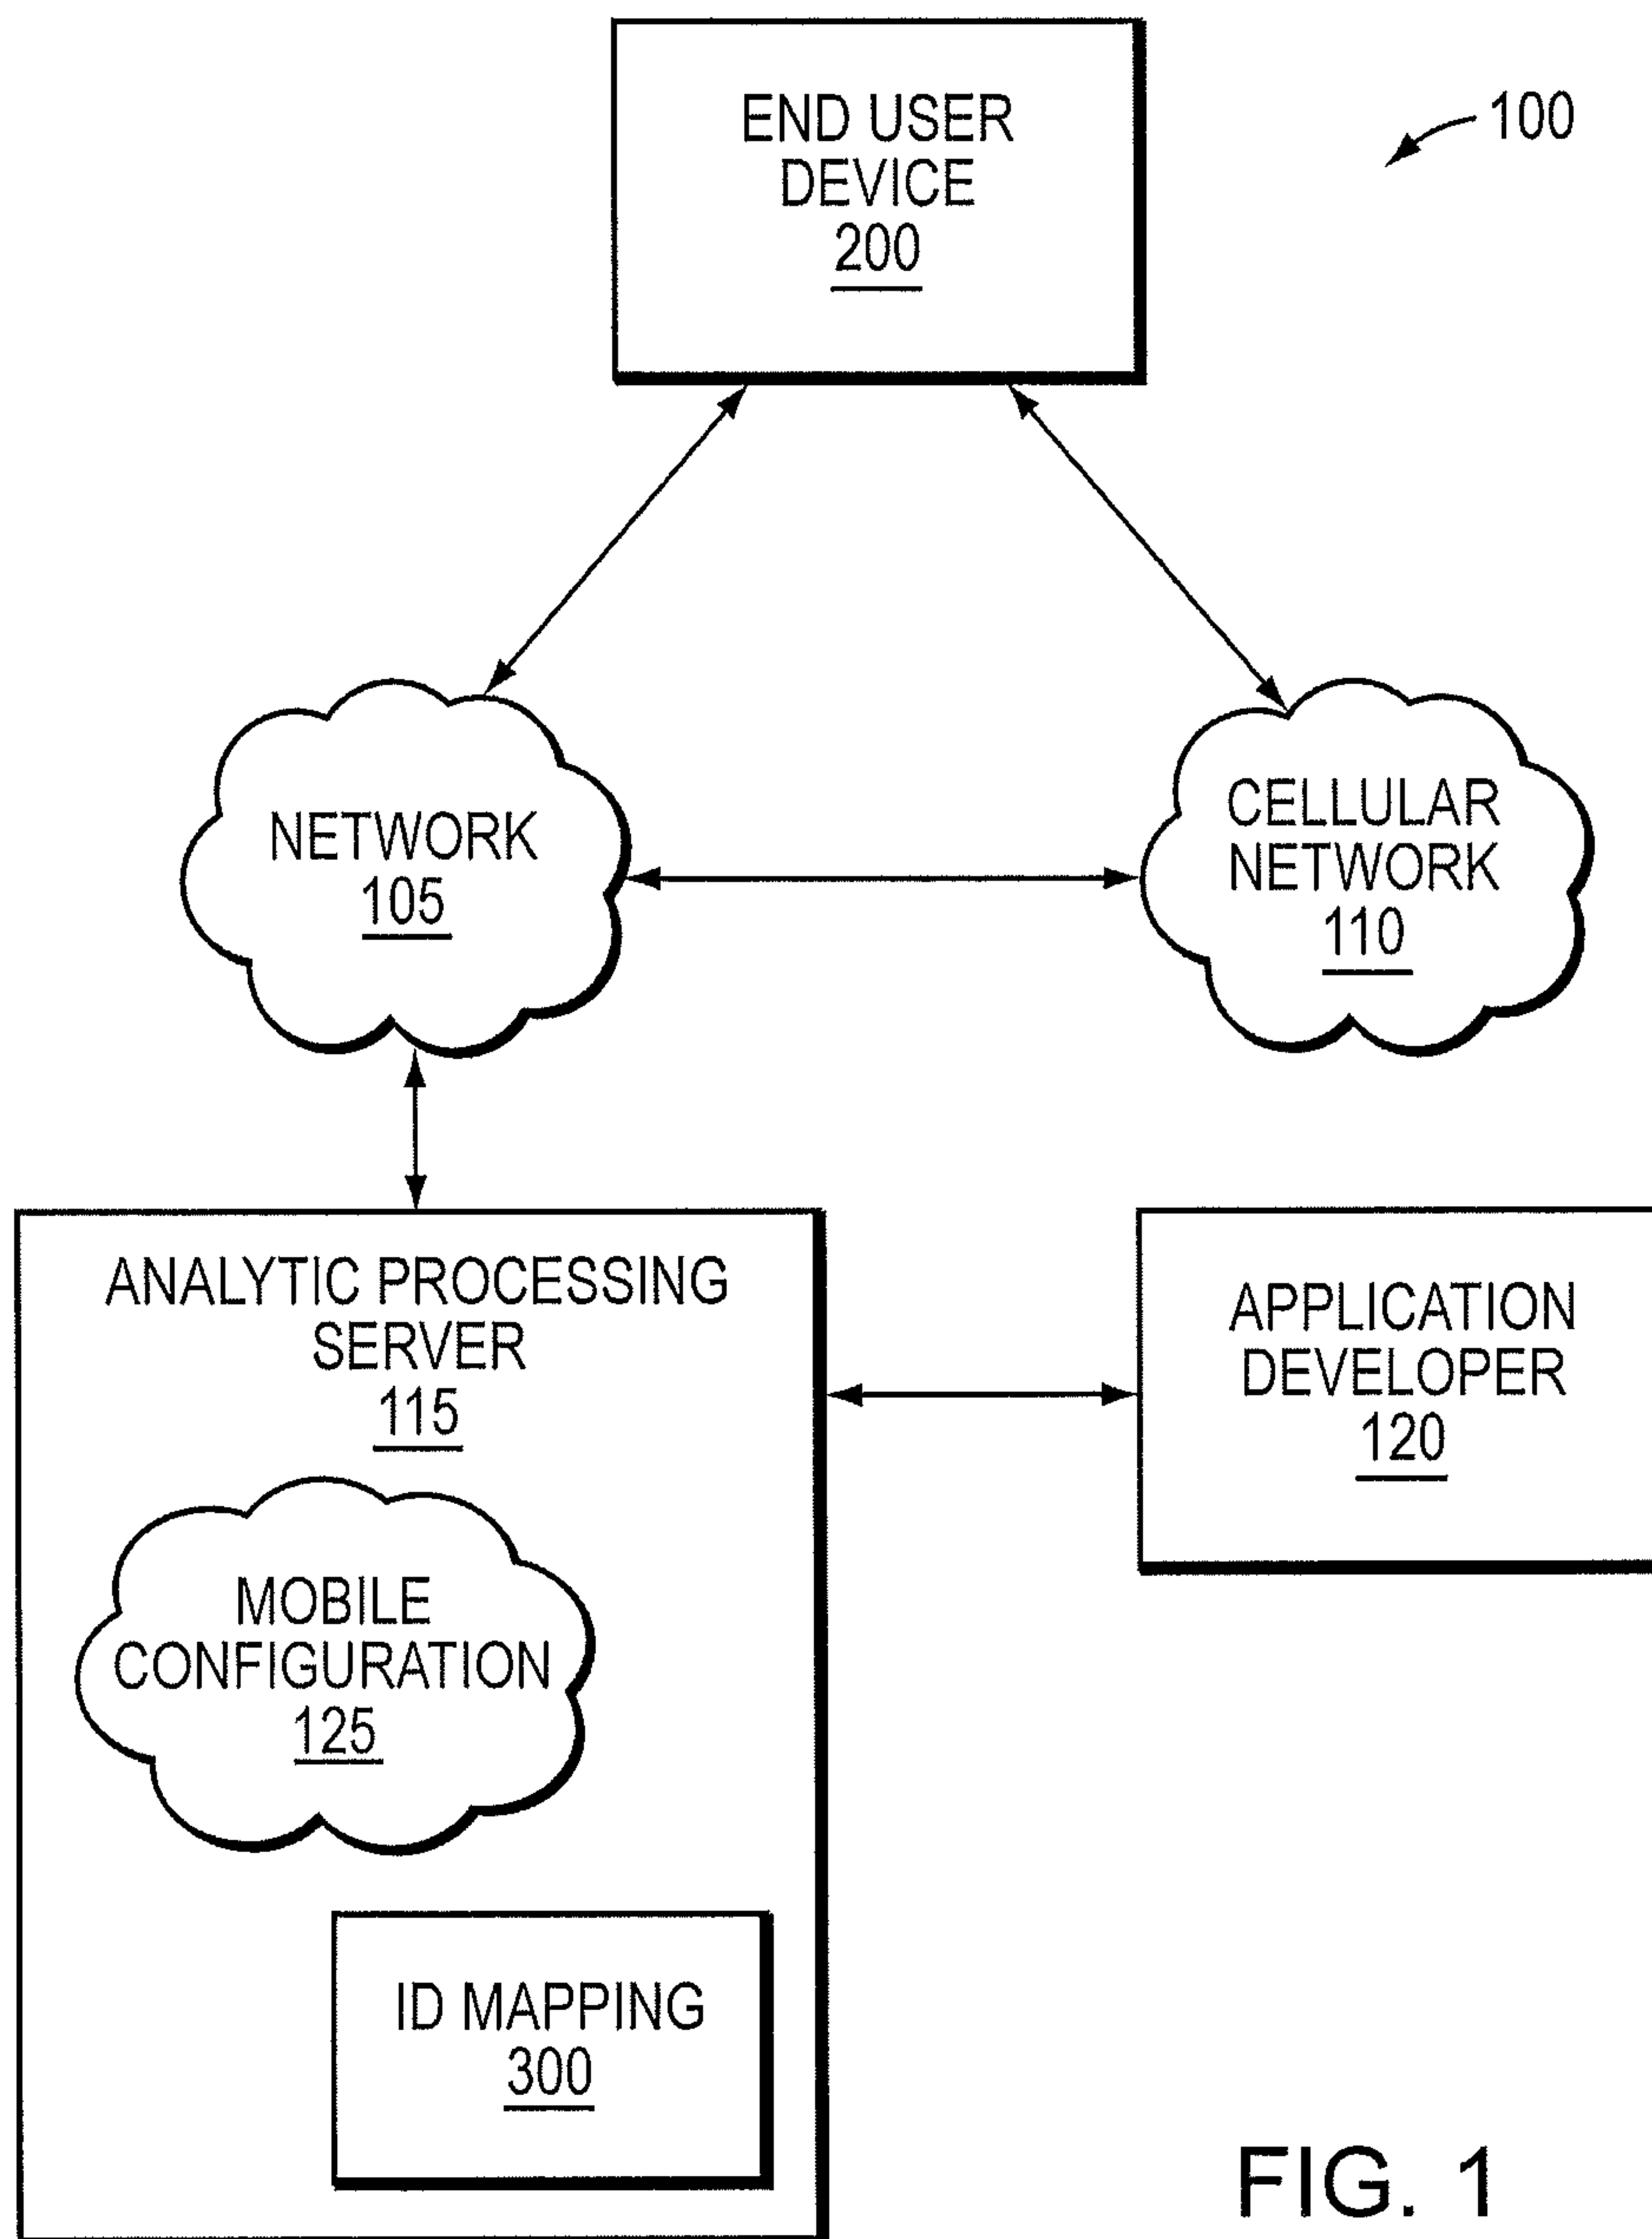 END USER
DEVICE
200
100
NETWORK
105
CELLULAR
NETWORK
110
ANALYTIC PROCESSING
SERVER
115
APPLICATION
DEVELOPER
120
MOBILE
CONFIGURATION
125
ID MAPPING
300
FIG. 1